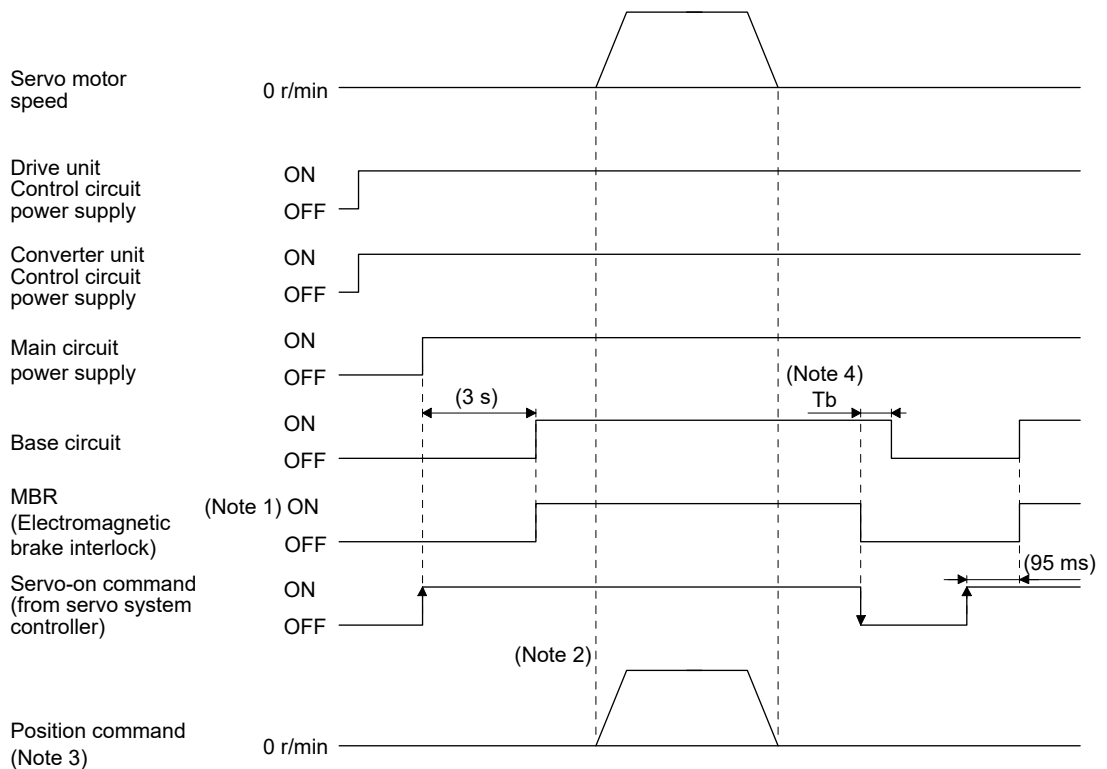 Servo motor
speed
0 r/min
Drive unit
Control circuit
power supply
ON
OFF
Converter unit
Control circuit
power supply
ON
OFF
Main circuit
power supply
ON
OFF
(3 s)
(Note 4)
Tb
Base circuit
ON
OFF
MBR
(Electromagnetic
brake interlock)
(Note 1) ON
OFF
(95 ms)
Servo-on command
(from servo system
controller)
ON
OFF
(Note 2)
Position command
(Note 3)
0 r/min